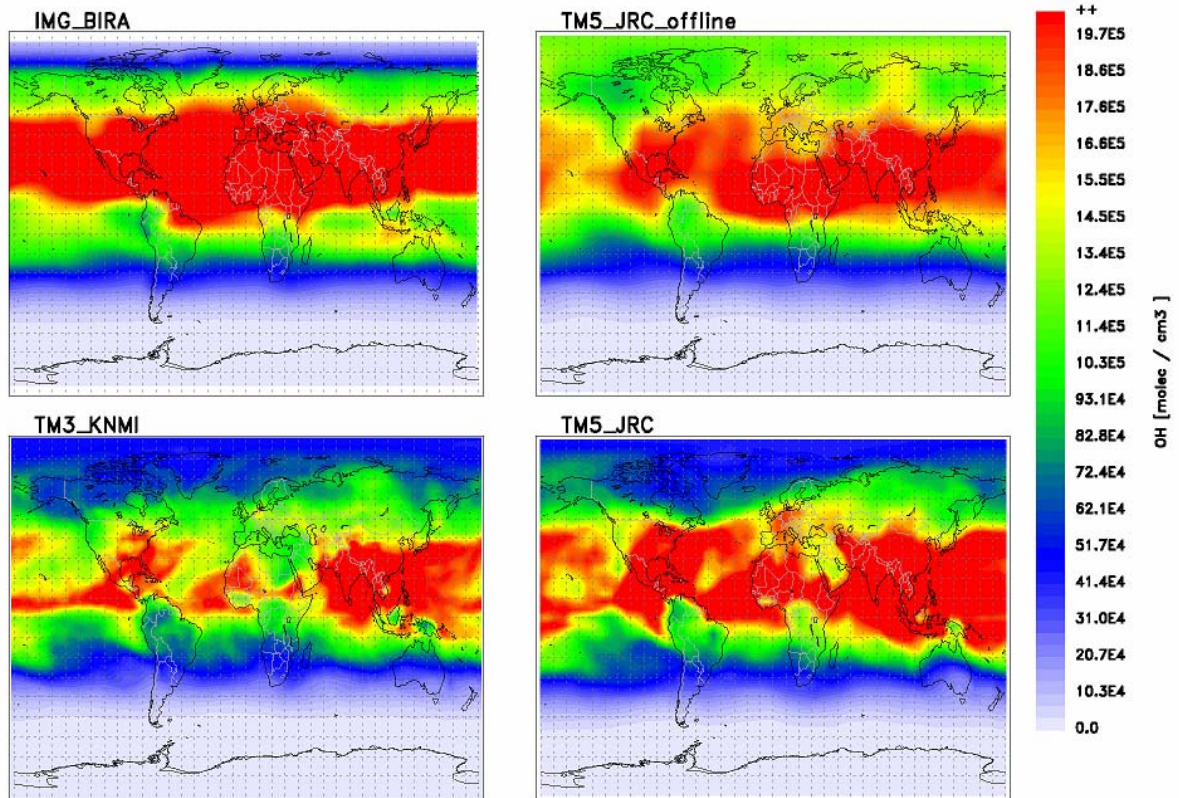 IMG_BIRA
TM5_JRC_offline
TM3_KNMI
TM5_JRC
++
19.7E5
18.6E5
17.6E5
16.6E5
15.5E5
14.5E5
13.4E5
12.4E5
11.4E5
10.3E5
93.1E4
82.8E4
72.4E4
62.1E4
51.7E4
41.4E4
31.0E4
20.7E4
10.3E4
0.0
OH [molec / cm3 ]